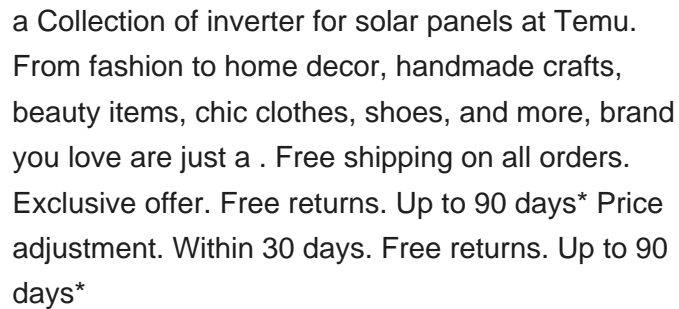 a Collection of inverter for solar panels at Temu.
From fashion to home decor, handmade crafts,
beauty items, chic clothes, shoes, and more, brand
you love are just a . Free shipping on all orders.
Exclusive offer. Free returns. Up to 90 days* Price
adjustment. Within 30 days. Free returns. Up to 90
days*